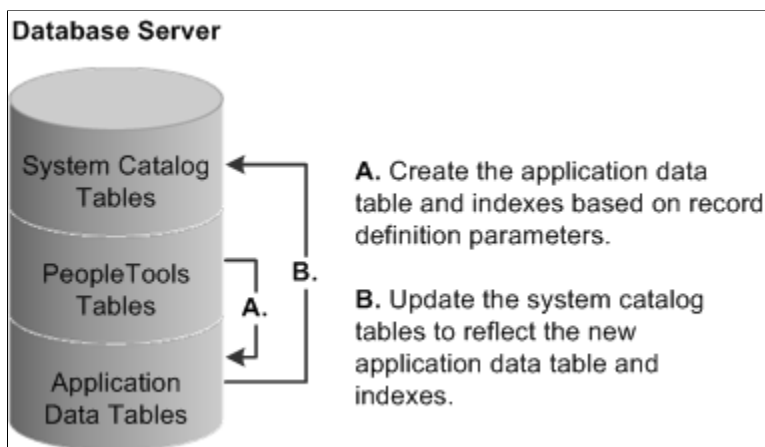 Database Server
System Catalog
Tables
PeopleTools
Tables
Application
Data Tables
A.
B.
A. Create the application data
table and indexes based on record
definition parameters.
B. Update the system catalog
tables to reflect the new
application data table and
indexes.